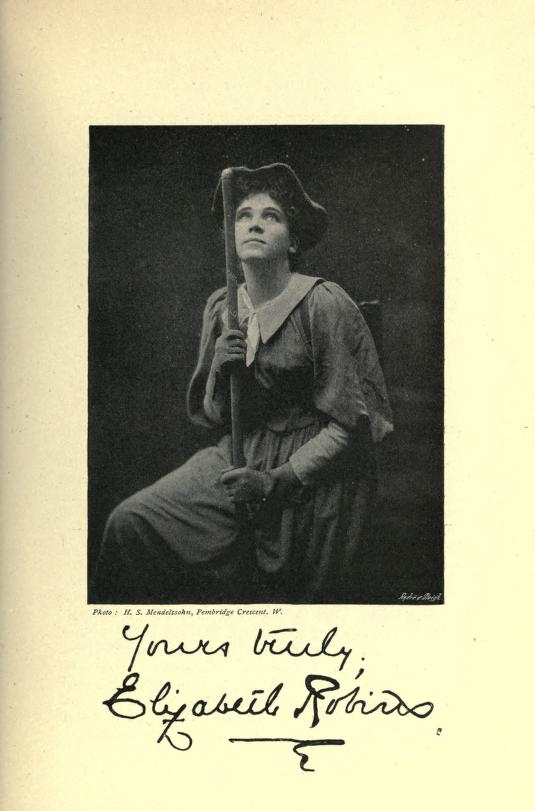 Photo : H. S. Mendelssohn, Pembridge Crescent, W.
Yours truly,
Elizabeth Robins